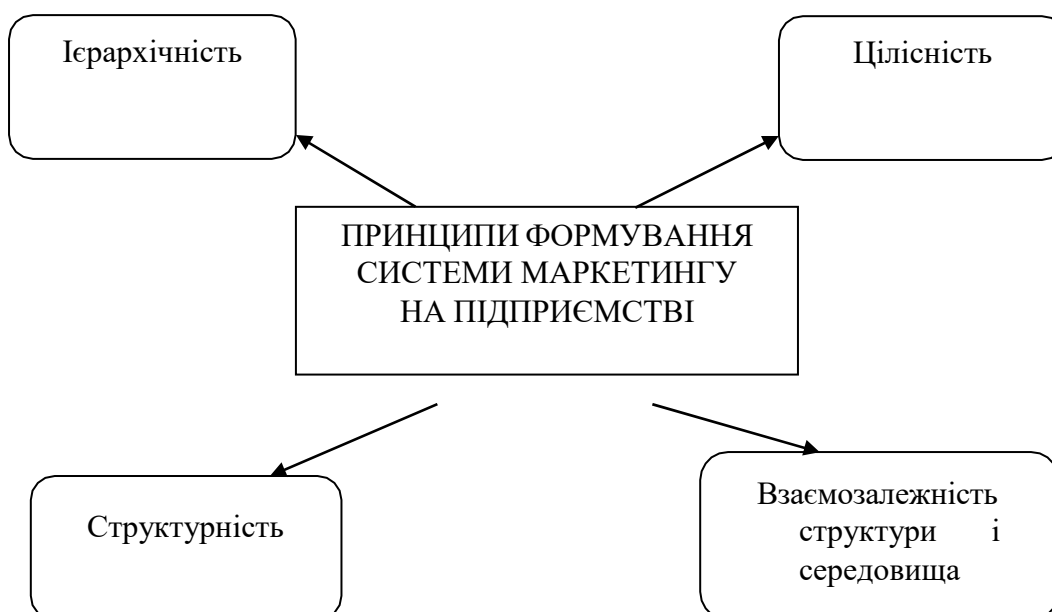 Ієрархічність
Цілісність
ПРИНЦИПИ ФОРМУВАННЯ
СИСТЕМИ МАРКЕТИНГУ
НА ПІДПРИЄМСТВІ
Структурність
Взаємозалежність
структури і
середовища